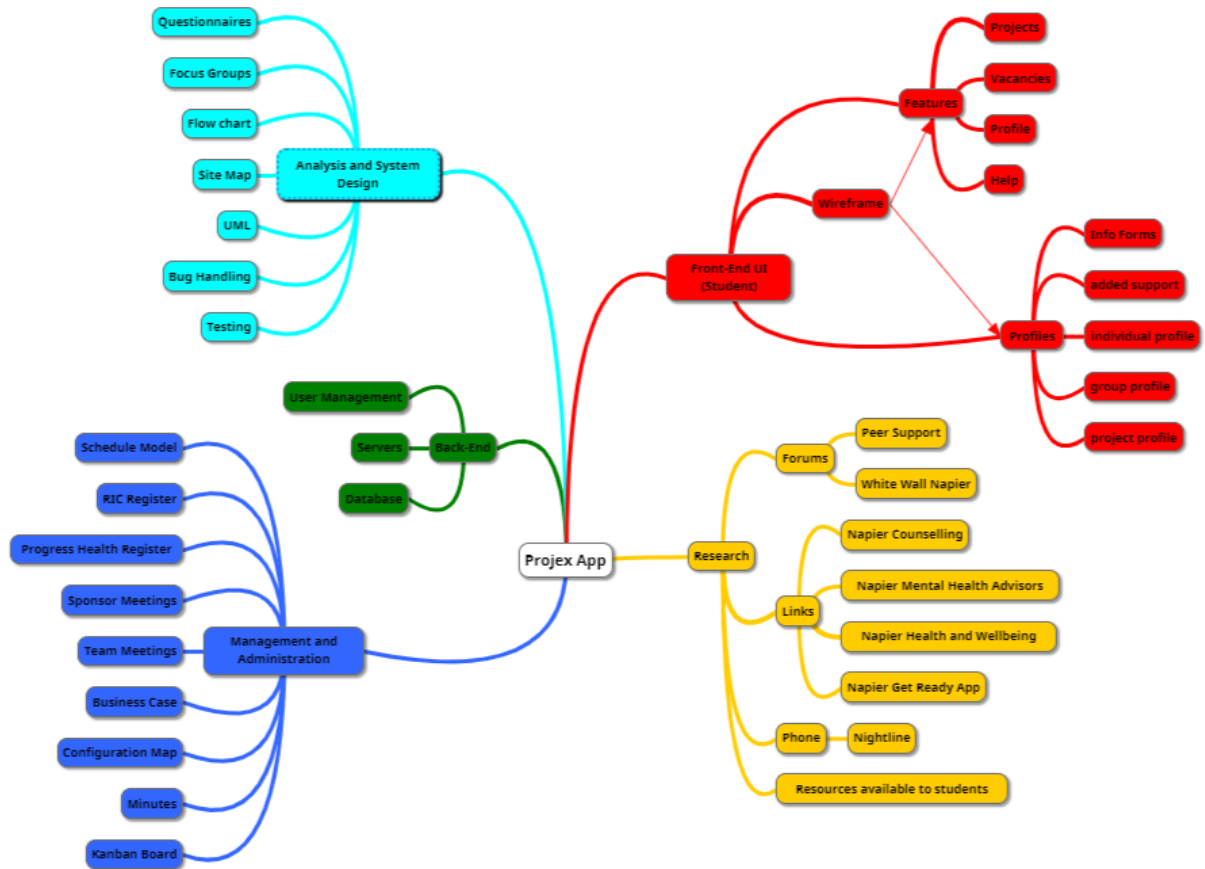 Questionnaires
Focus Groups
Flow chart
Site Map
UML
Bug Handling
Testing
Analysis and System
Design
User Management
Servers
Database
Back-End
Schedule Model
RIC Register
Progress Health Register
Sponsor Meetings
Team Meetings
Business Case
Configuration Map
Minutes
Kanban Board
Management and
Administration
Projex App
Front-End UI
(Student)
Features
Projects
Vacancies
Profile
Help
Wireframe
Profiles
Info Forms
added support
individual profile
group profile
project profile
Research
Forums
Peer Support
White Wall Napier
Links
Napier Counselling
Napier Mental Health Advisors
Napier Health and Wellbeing
Napier Get Ready App
Phone
Nightline
Resources available to students